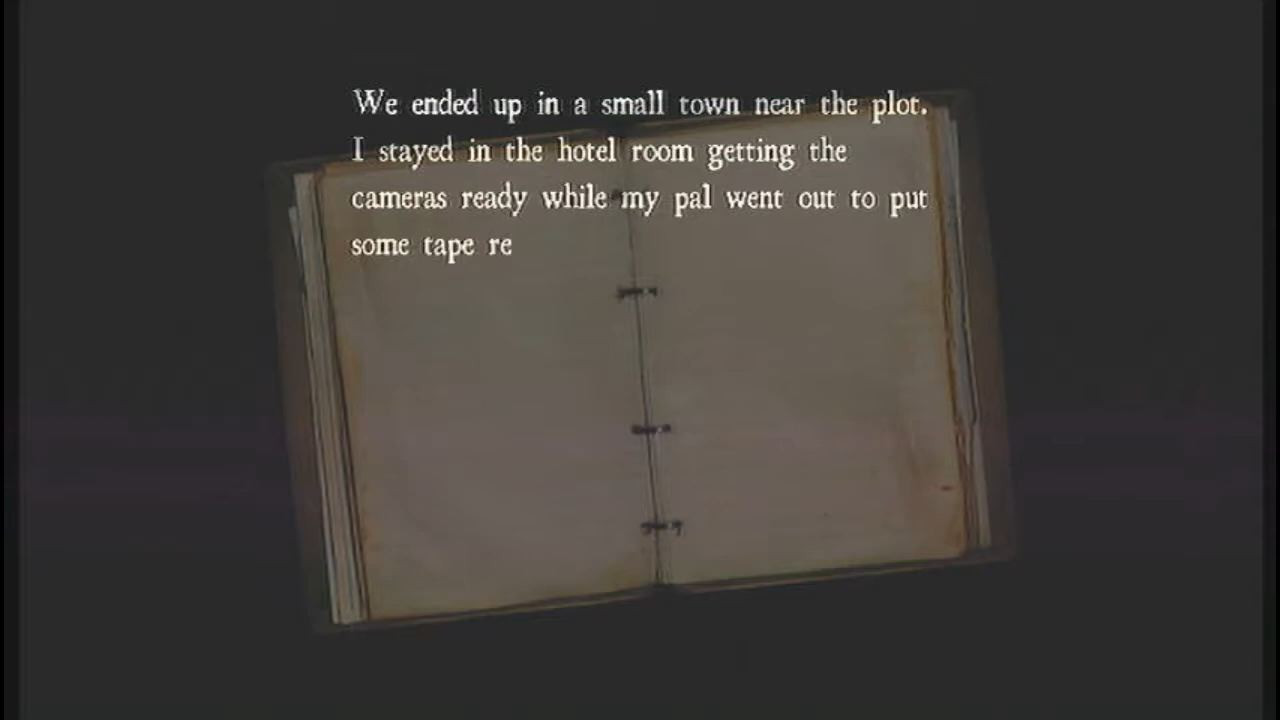 We ended up in a small town near the plot.
I stayed in the hotel room getting the
cameras ready while my pal went out to put
some tape re